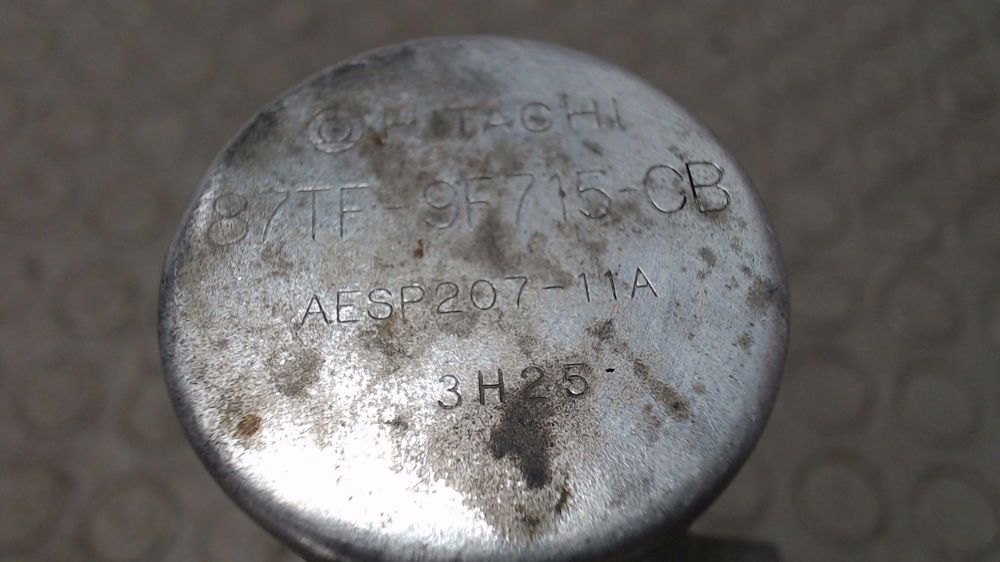 © HITACHI
87TF-9F715-CB
AESP207-11A
3H25